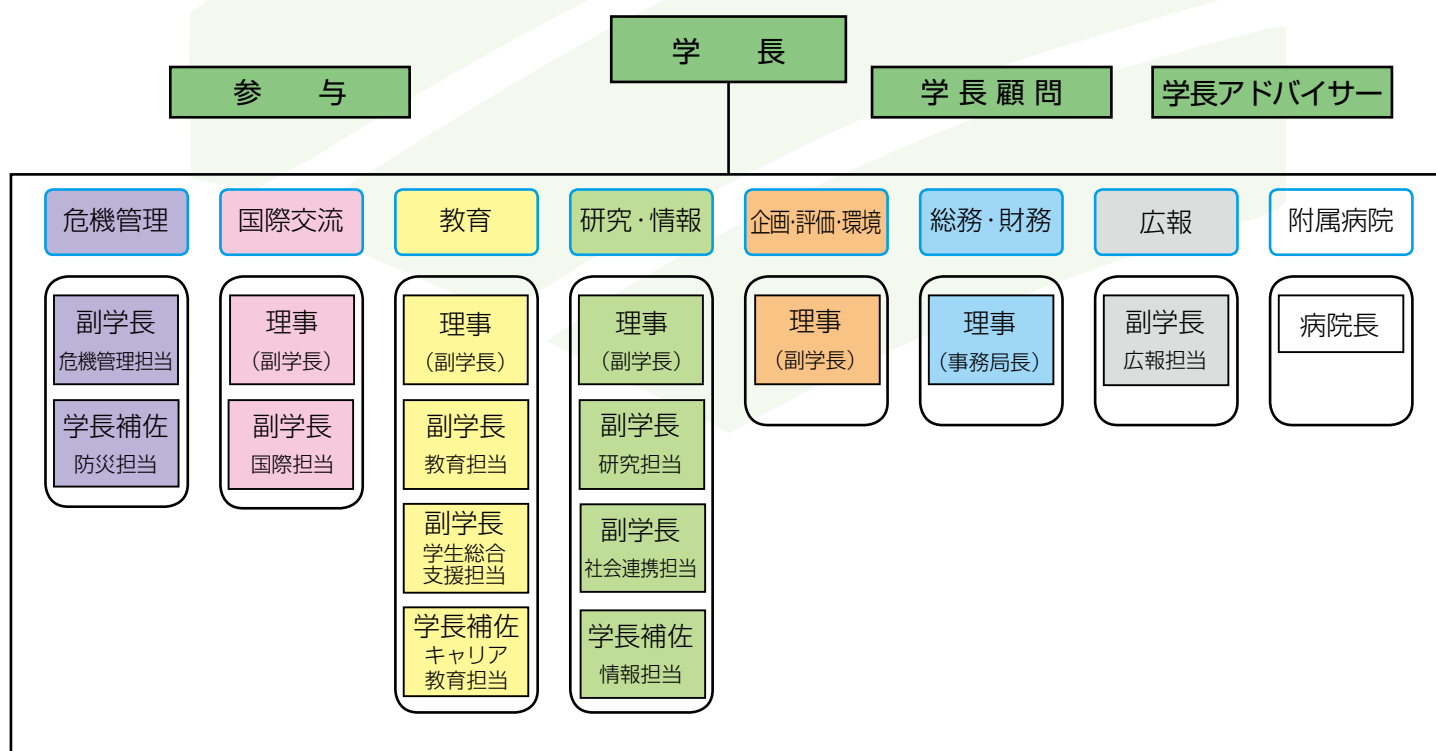 学長
参与
学長顧問
学長アドバイサー
危機管理
国際交流
教育
研究・情報
企画・評価・環境
総務・財務
広報
附属病院
副学長
危機管理担当
学長補佐
防災担当
理事
（副学長）
副学長
国際担当
理事
（副学長）
副学長
教育担当
副学長
学生総合
支援担当
学長補佐
キャリア
教育担当
理事
（副学長）
副学長
研究担当
副学長
社会連携担当
学長補佐
情報担当
理事
（副学長）
理事
（事務局長）
副学長
広報担当
病院長